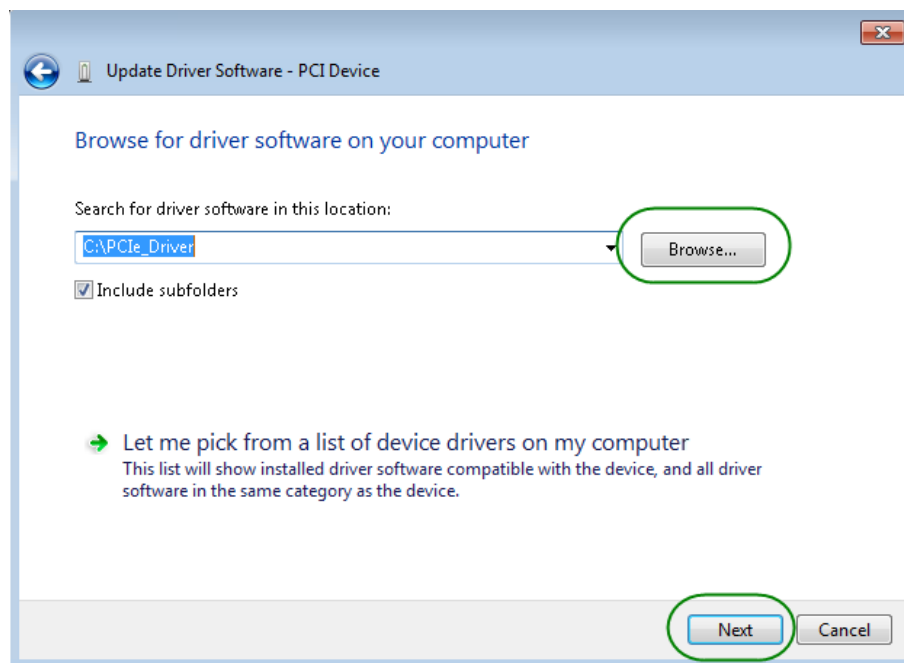 Update Driver Software - PCI Device
Browse for driver software on your computer
Search for driver software in this location:
C:\PCIe_Driver
Browse...
Include subfolders
Let me pick from a list of device drivers on my computer
This list will show installed driver software compatible with the device, and all driver
software in the same category as the device.
Next
Cancel